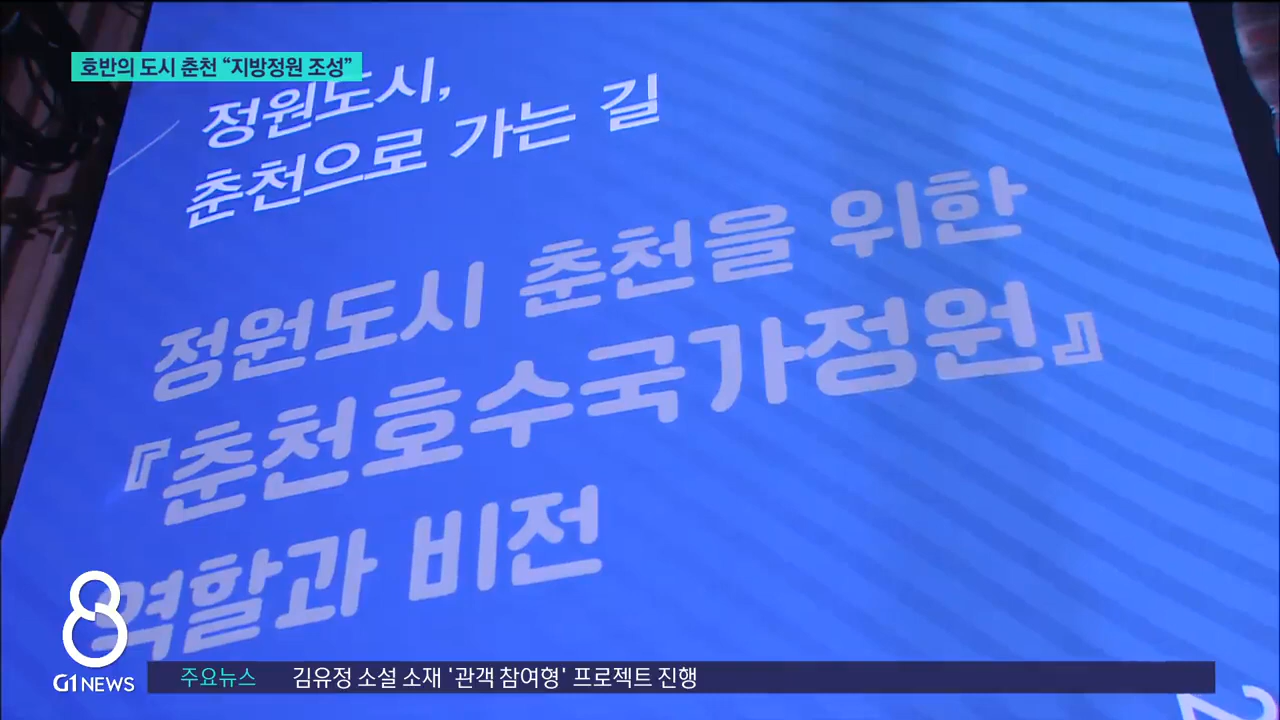 호반의 도시 춘천 “지방정원 조성”
정원도시,
춘천으로 가는 길
정원도시 춘천을 위한
『춘천호수국가정원』
역할과 비전
8
G1 NEWS
주요뉴스 김유정 소설 소재 '관객 참여형' 프로젝트 진행
2